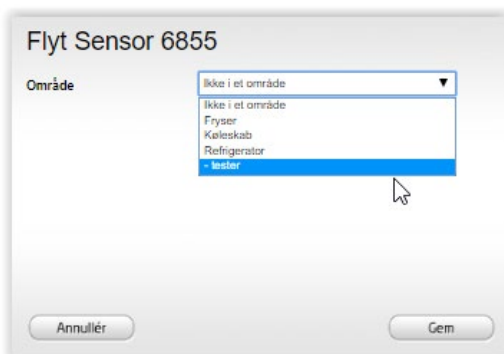 Flyt Sensor 6855
Område Ikke i et område ▼
Ikke i et område
Fryser
Køleskab
Refrigerator
- tester
Annullér Gem